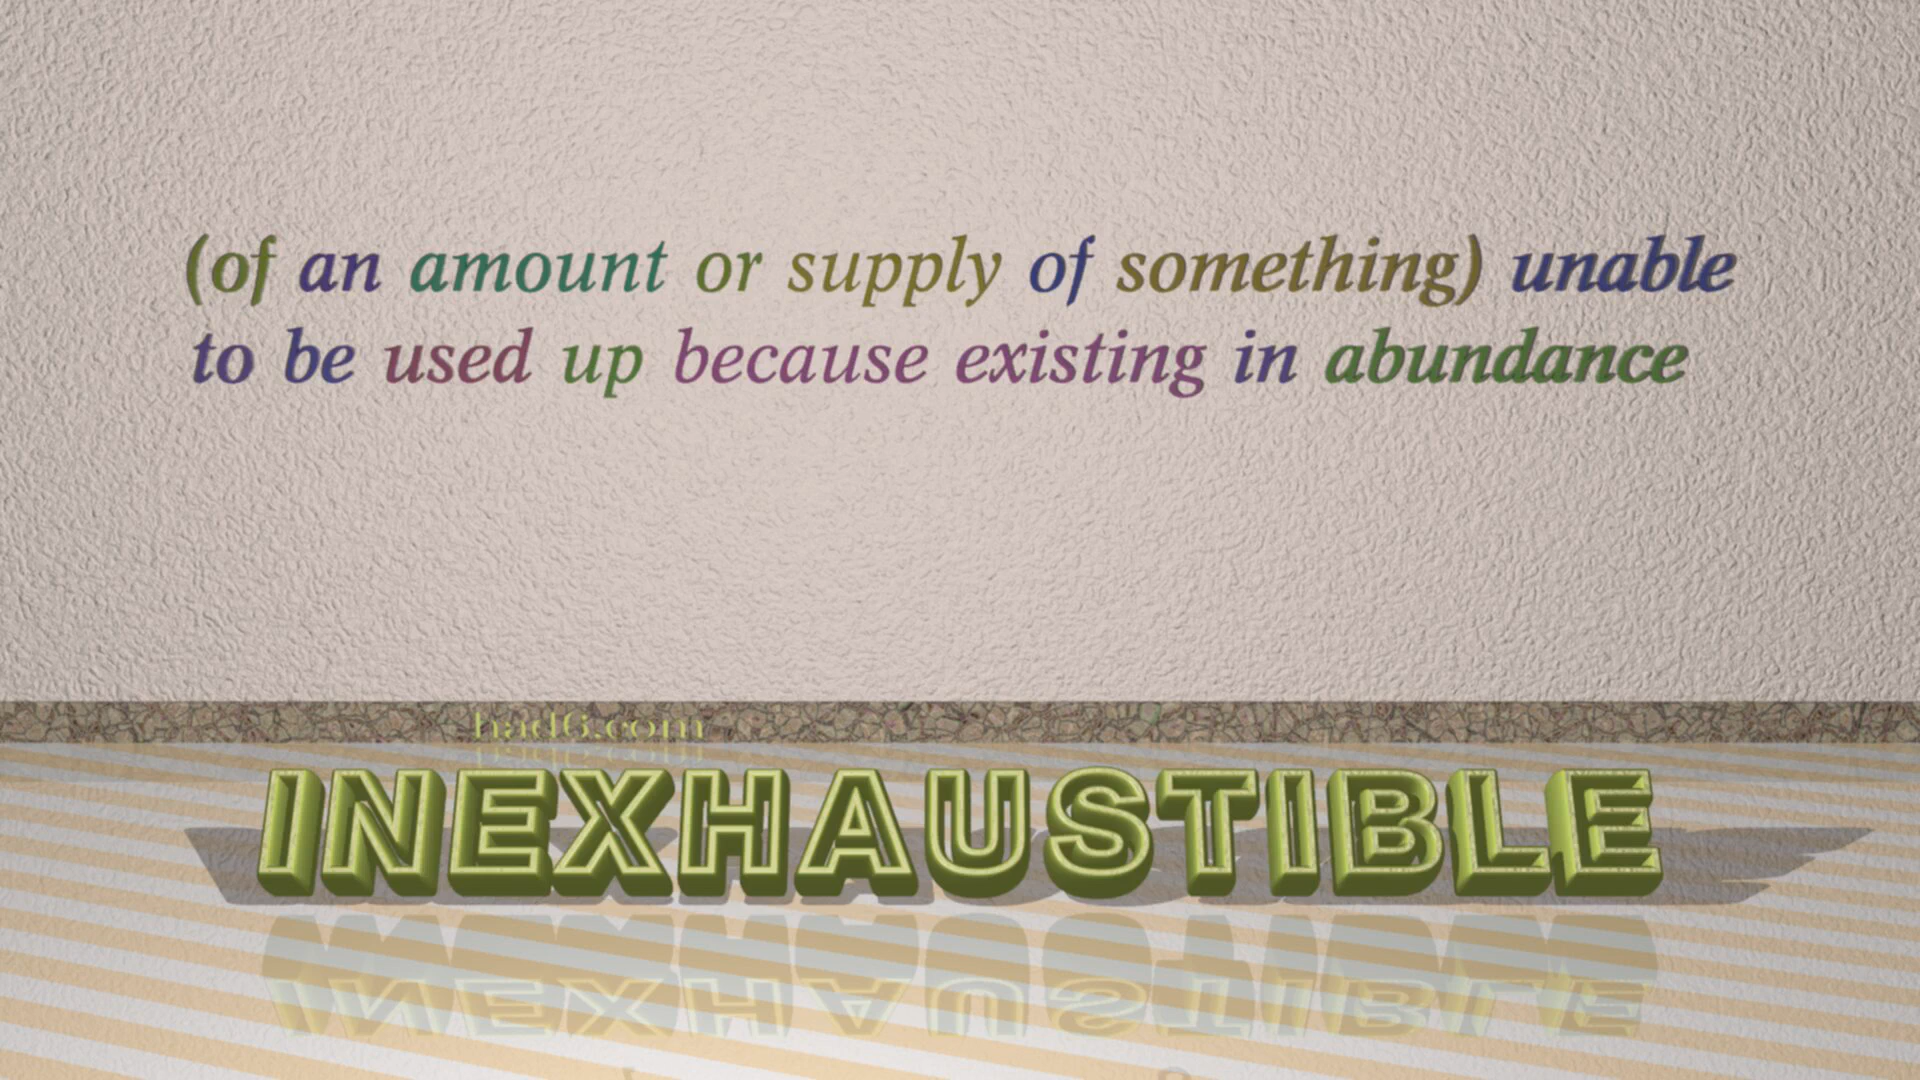 (of an amount or supply of something) unable
to be used up because existing in abundance
had6.com
INEXHAUSTIBLE